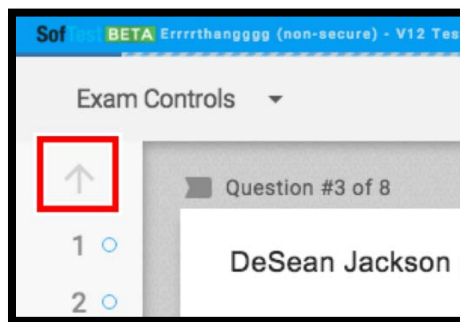 SofTest BETA Errrrthangggg (non-secure) - V12 Tes
Exam Controls
Question #3 of 8
1
DeSean Jackson
2